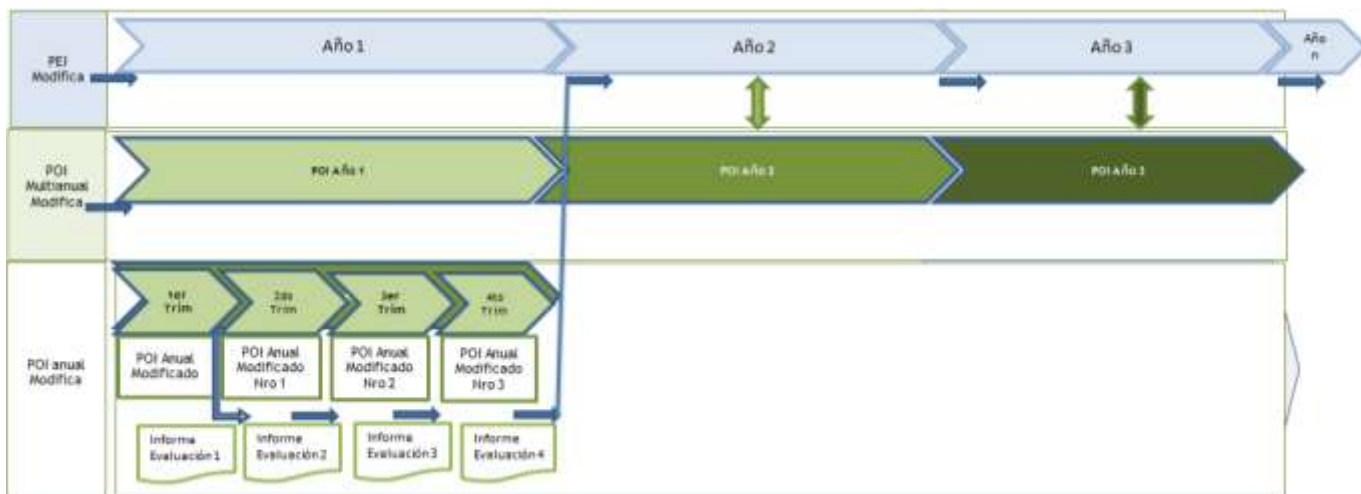 PEI
Modifica
Año 1
Año 2
Año 3
Año
n
POI
Multianual
Modifica
POI Año 1
POI Año 2
POI Año 3
POI anual
Modifica
1er
Trim
2do
Trim
3er
Trim
4to
Trim
POI Anual
Modificado
POI Anual
Modificado
Nro 1
POI Anual
Modificado
Nro 2
POI Anual
Modificado
Nro 3
Informe
Evaluación 1
Informe
Evaluación 2
Informe
Evaluación 3
Informe
Evaluación 4